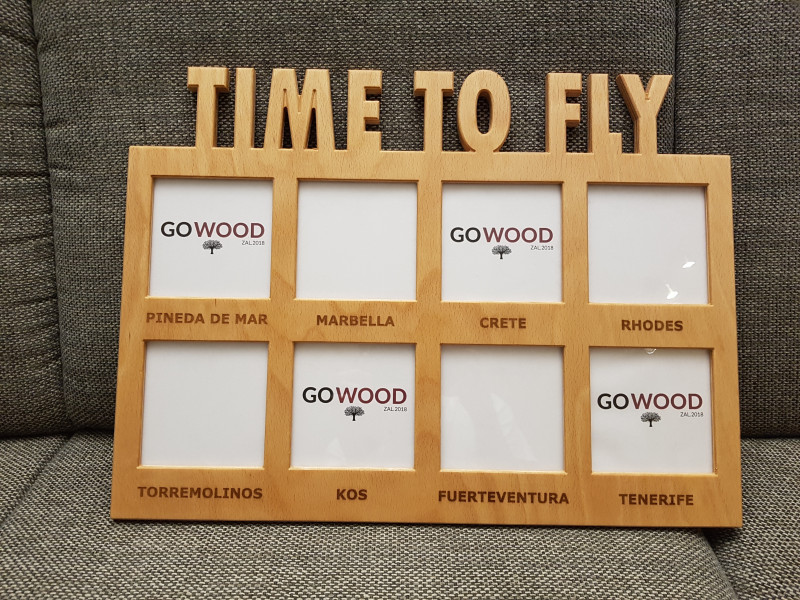 TIME TO FLY
GOWOOD
ZAL.2018
GOWOOD
ZAL.2018
PINEDA DE MAR
MARBELLA
CRETE
RHODES
GOWOOD
ZAL.2018
GOWOOD
ZAL.2018
TORREMOLINOS
KOS
FUERTEVENTURA
TENERIFE